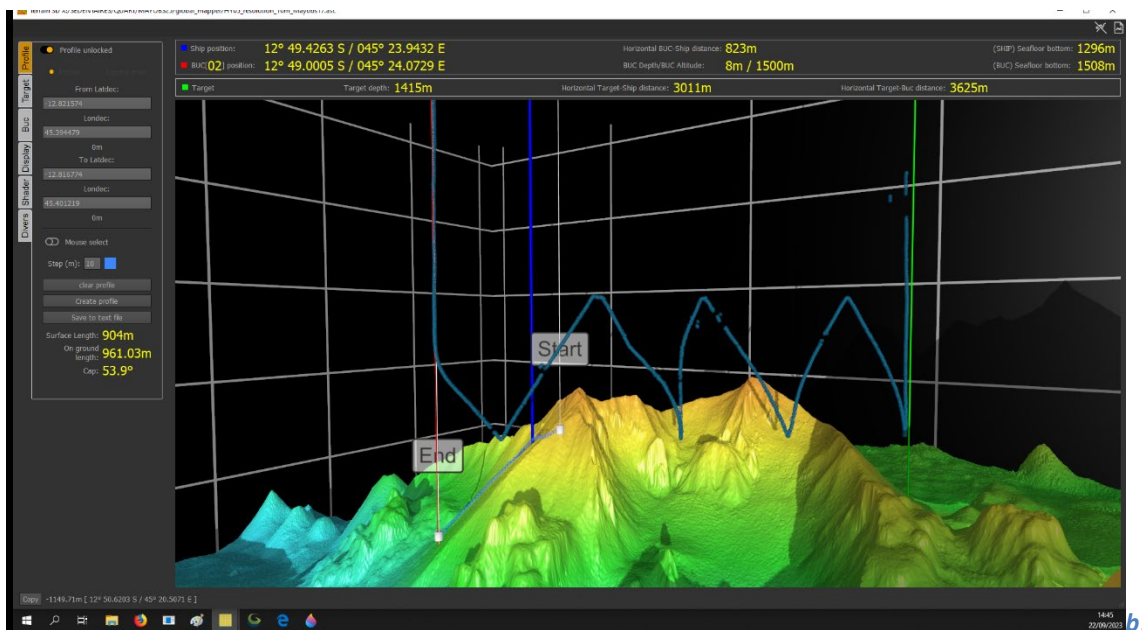 Profile unlocked
From Latdec:
-12.821574
Londec:
45.394479
0m
To Latdec:
-12.816774
Londec:
45.401219
0m
Mouse select
Step (m): 10
clear profile
Create profile
Save to text file
Surface Length: 904m
On ground
length: 961.03m
Cap: 53.9°
Profile
Target
Buc
Display
Shader
Divers
Ship position: 12° 49.4263 S / 045° 23.9432 E
Horizontal BUC-Ship distance: 823m
(SHIP) Seafloor bottom: 1296m
BUC[02] position: 12° 49.0005 S / 045° 24.0729 E
BUC Depth/BUC Altitude: 8m / 1500m
(BUC) Seefloor bottom: 1508m
Target
Target depth: 1415m
Horizontal Target-Ship distance: 3011m
Horizontal Target-Buc distance: 3625m
Start
End
Copy -1149.71m [ 12° 50.6203 S / 45° 20.5071 E ]
14:45
22/09/2023
b